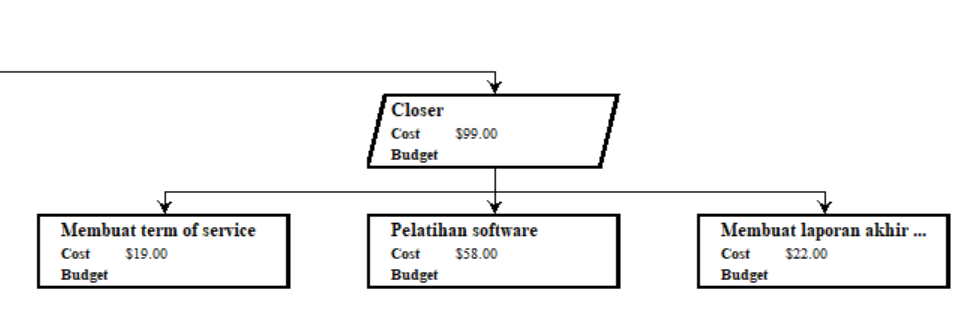 Closer
Cost $99.00
Budget
Membuat term of service
Cost $19.00
Budget
Pelatihan software
Cost $58.00
Budget
Membuat laporan akhir ...
Cost $22.00
Budget